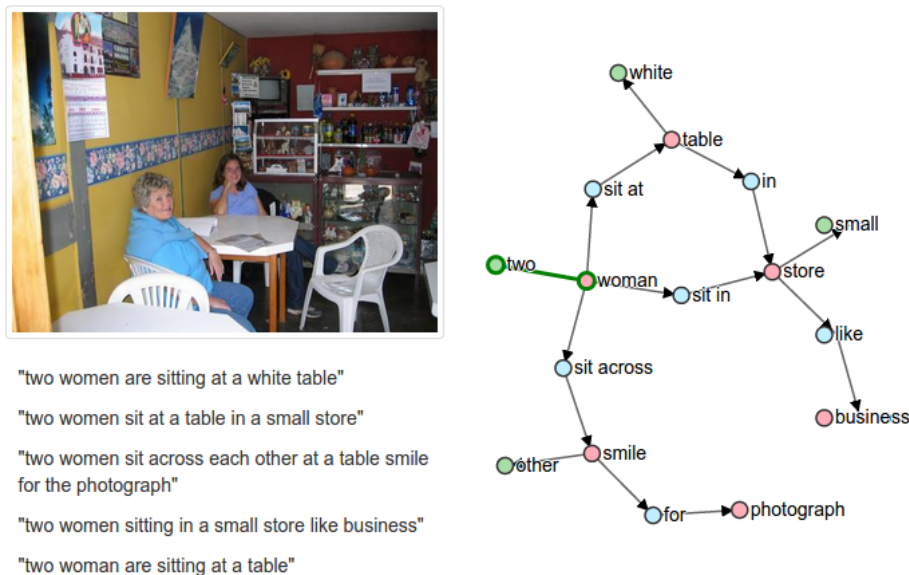 white
table
in
sit at
small
two
store
woman
sit in
like
sit across
business
smile
other
for
photograph
"two women are sitting at a white table"
"two women sit at a table in a small store"
"two women sit across each other at a table smile
for the photograph"
"two women sitting in a small store like business"
"two woman are sitting at a table"